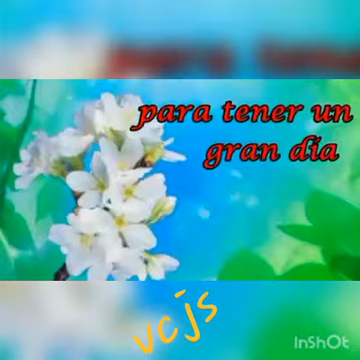 para tener un
gran día
InShOt
vcjs